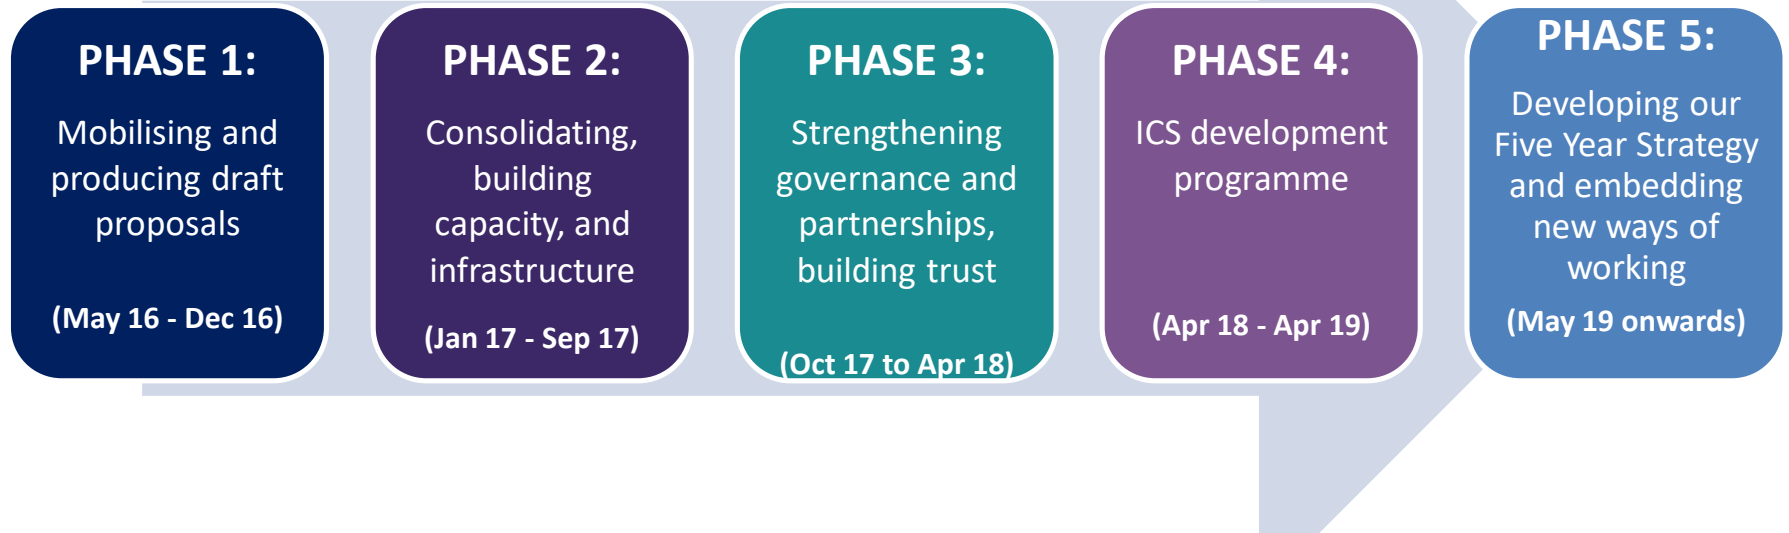 PHASE 1:
Mobilising and
producing draft
proposals
(May 16 - Dec 16)
PHASE 2:
Consolidating,
building
capacity, and
infrastructure
(Jan 17 - Sep 17)
PHASE 3:
Strengthening
governance and
partnerships,
building trust
(Oct 17 to Apr 18)
PHASE 4:
ICS development
programme
(Apr 18 - Apr 19)
PHASE 5:
Developing our
Five Year Strategy
and embedding
new ways of
working
(May 19 onwards)